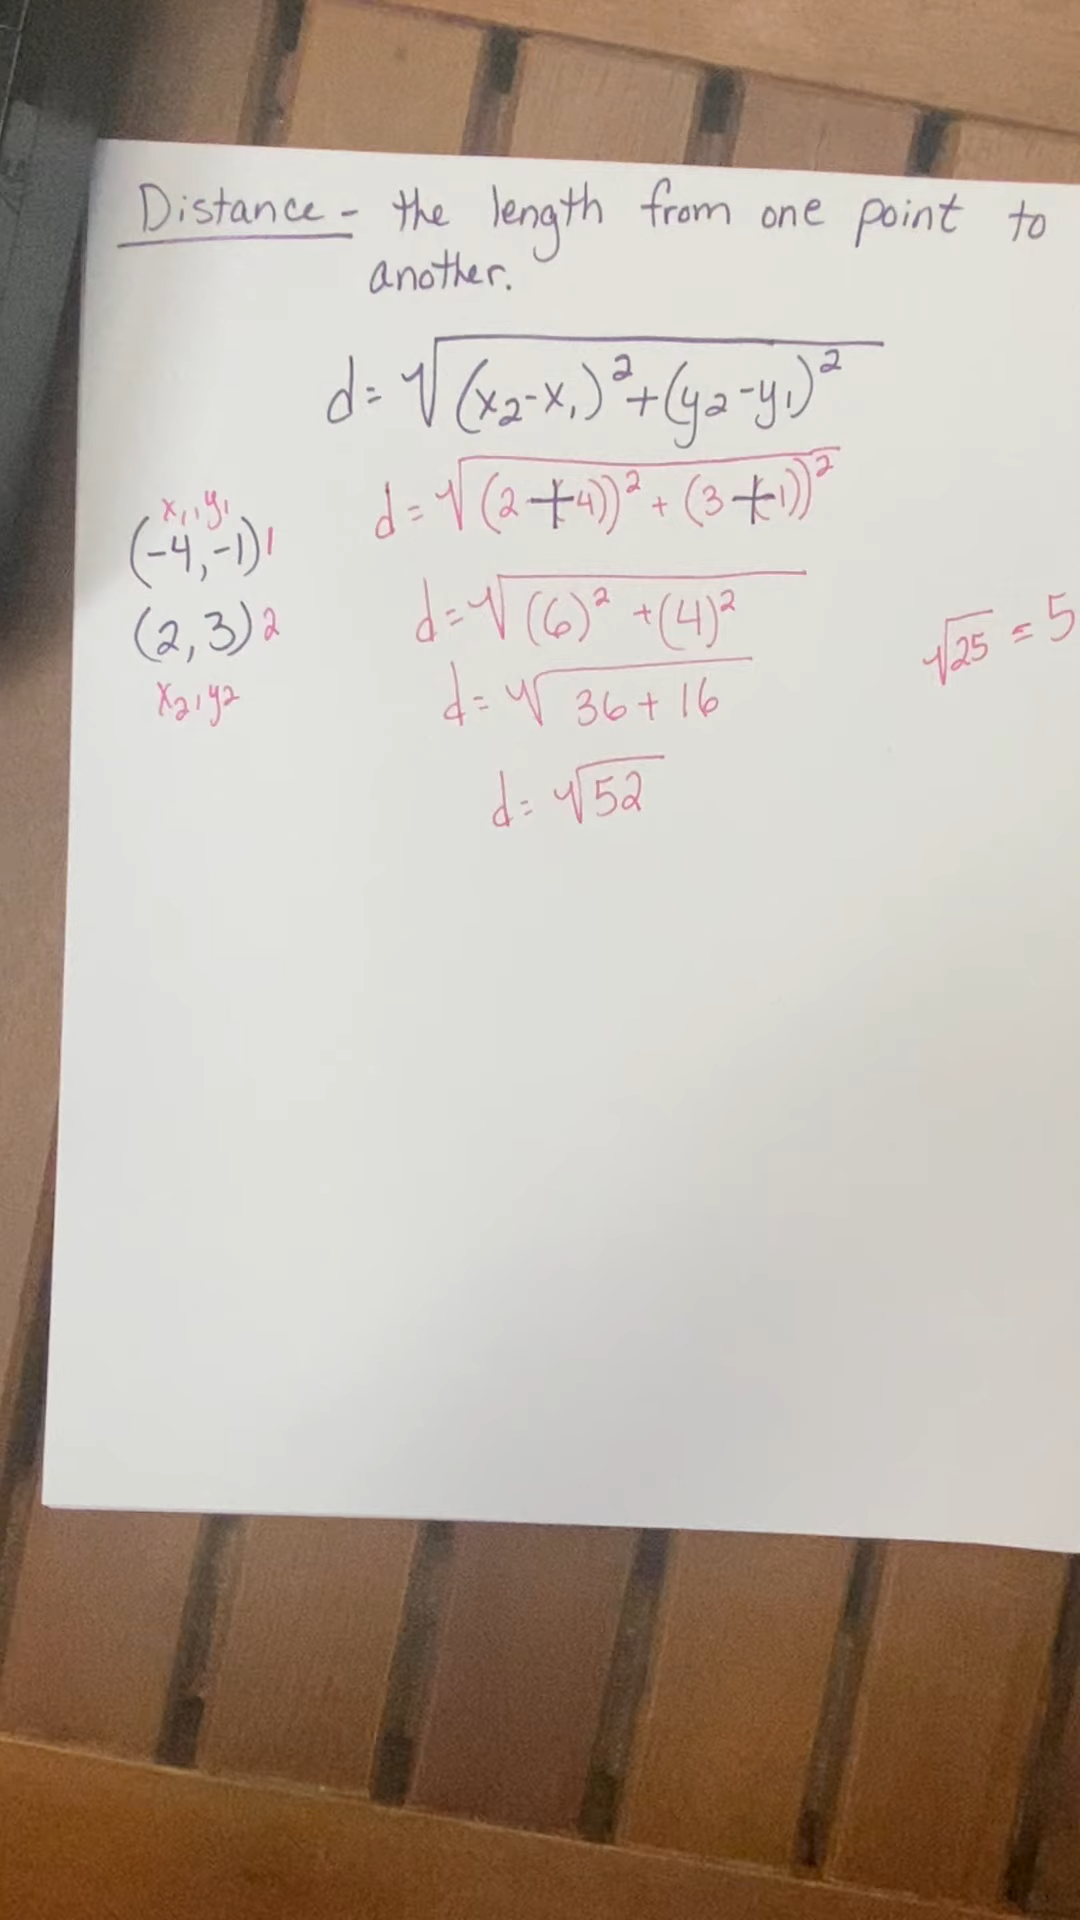 Distance - the length from one point to
another.
d = √(x₂-x₁)² + (y₂-y₁)²
x₁, y₁
(-4, -1) 1
(2, 3) 2
x₂, y₂
d = √(2 + 4))² + (3 + 1))²
d = √(6)² + (4)²
d = √36 + 16
d = √52
√25 = 5